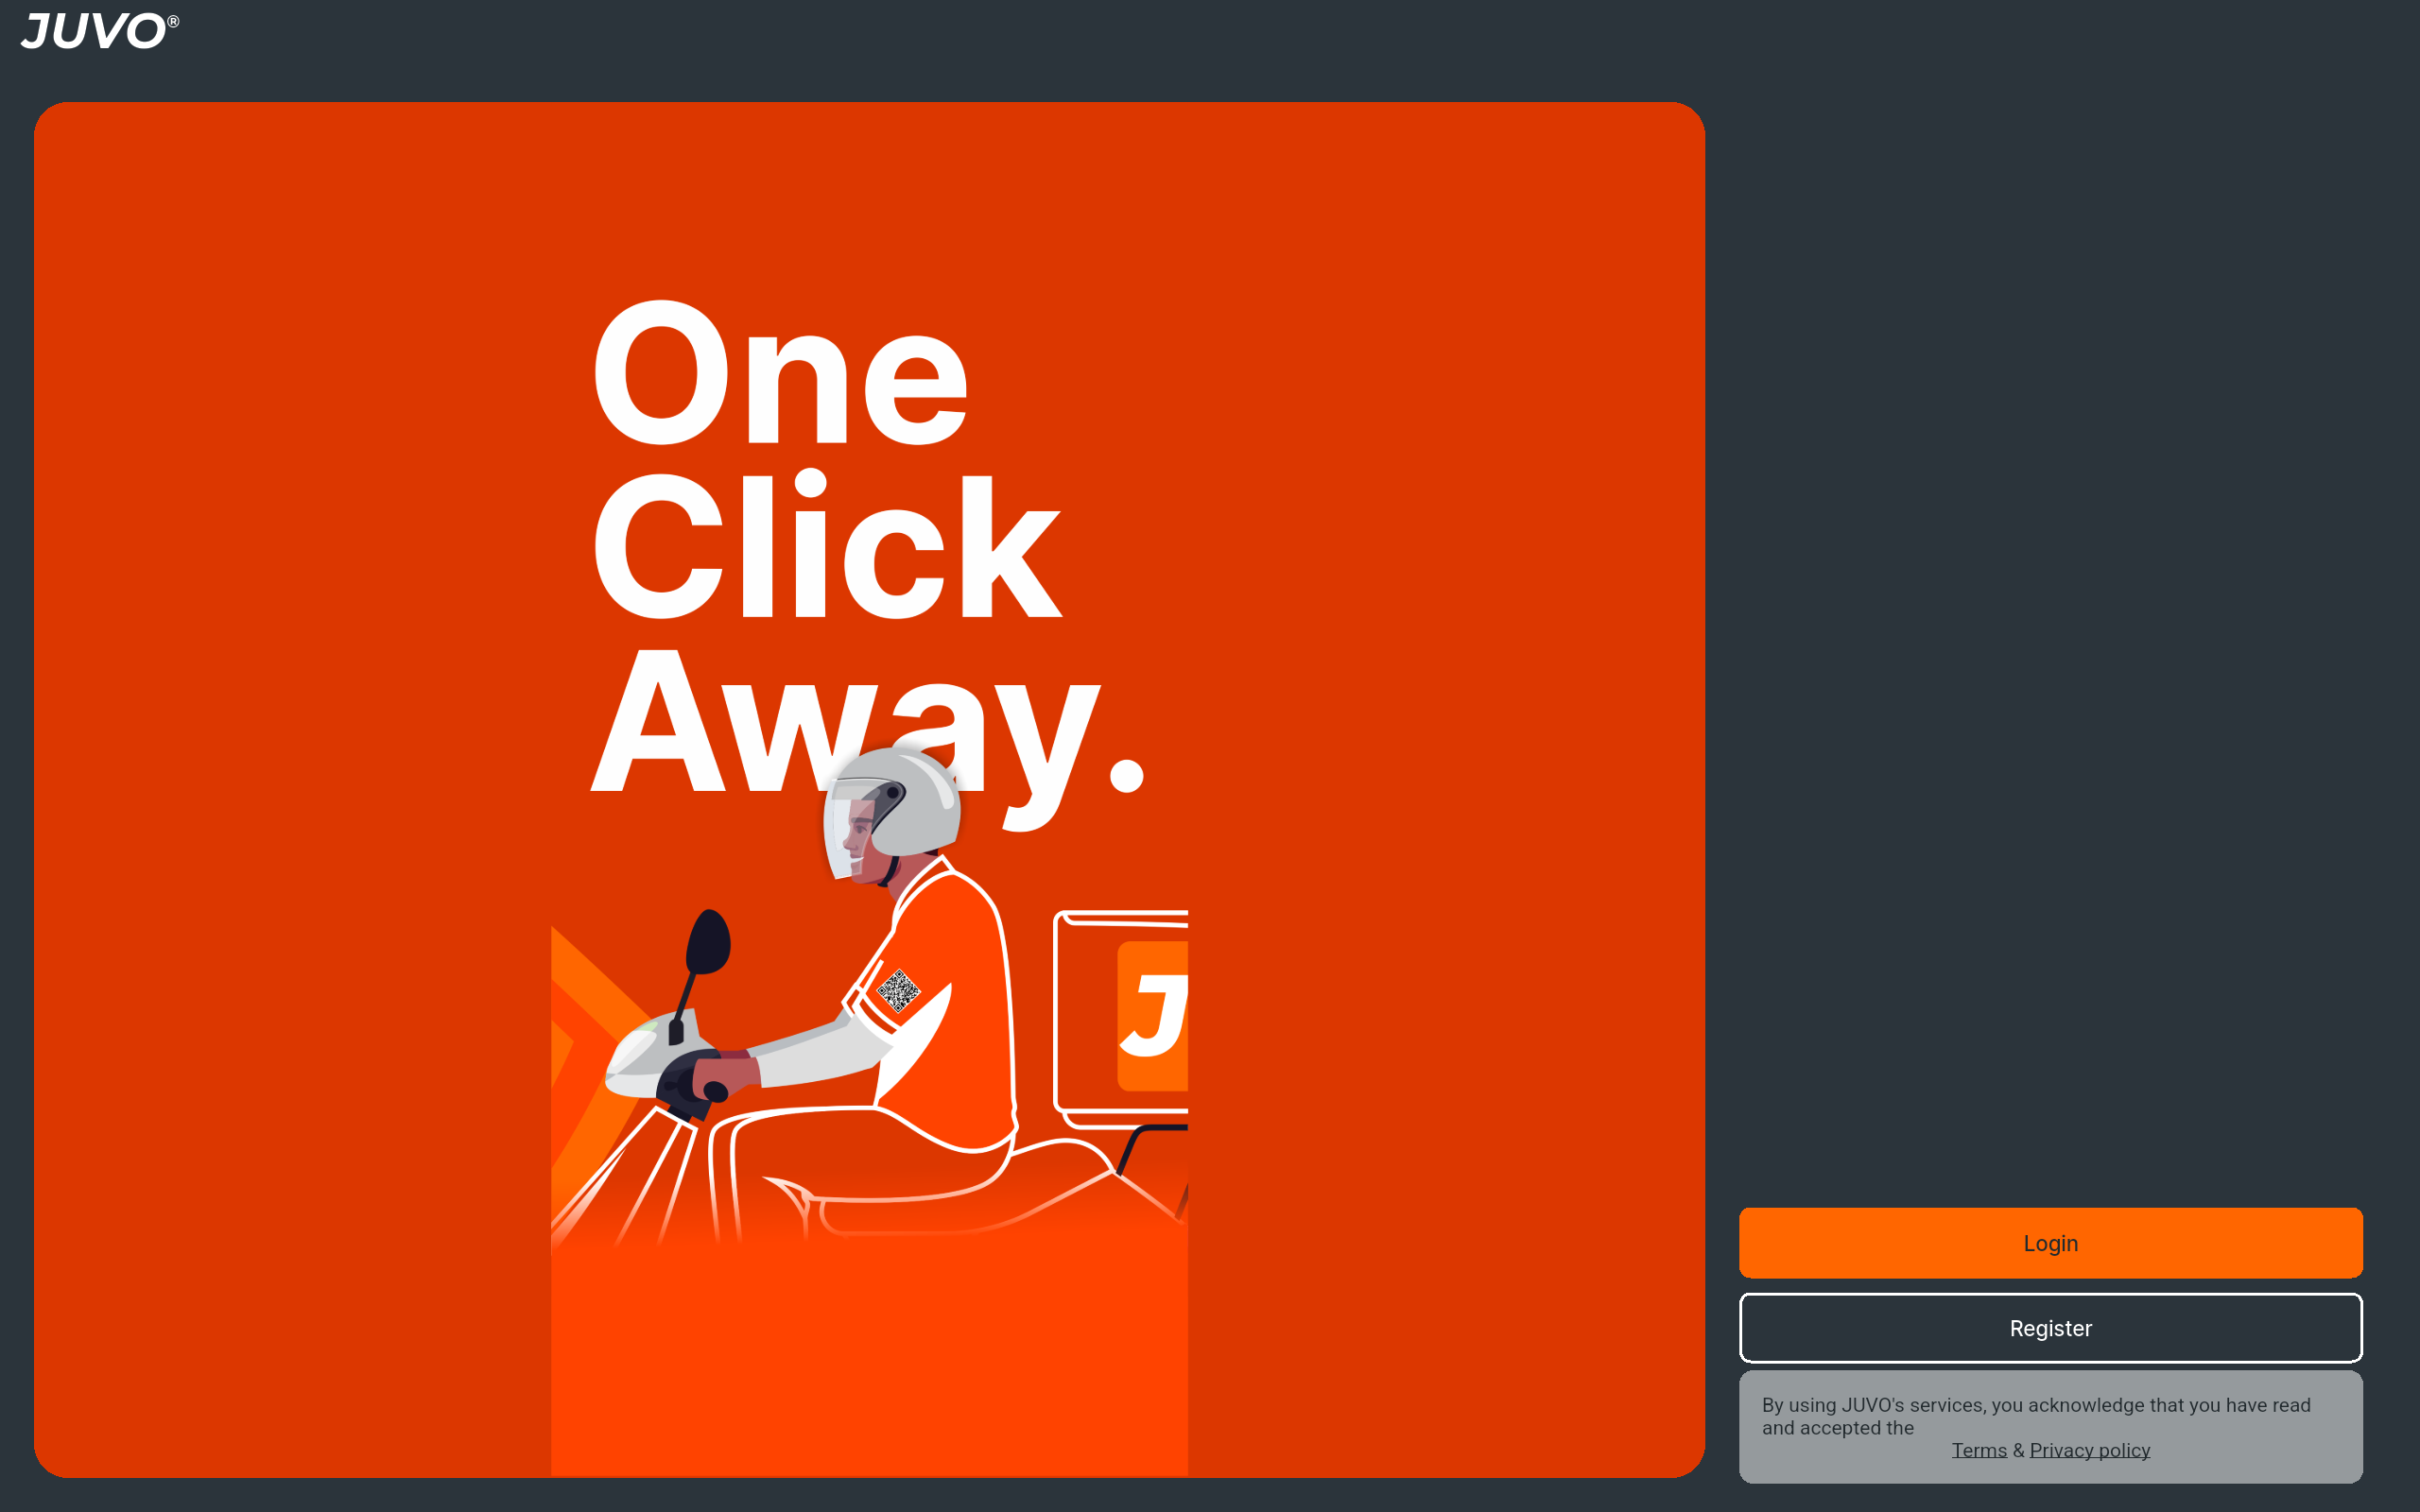 JUVO®
One
Click
Away.
J
Login
Register
By using JUVO's services, you acknowledge that you have read
and accepted the
Terms & Privacy policy